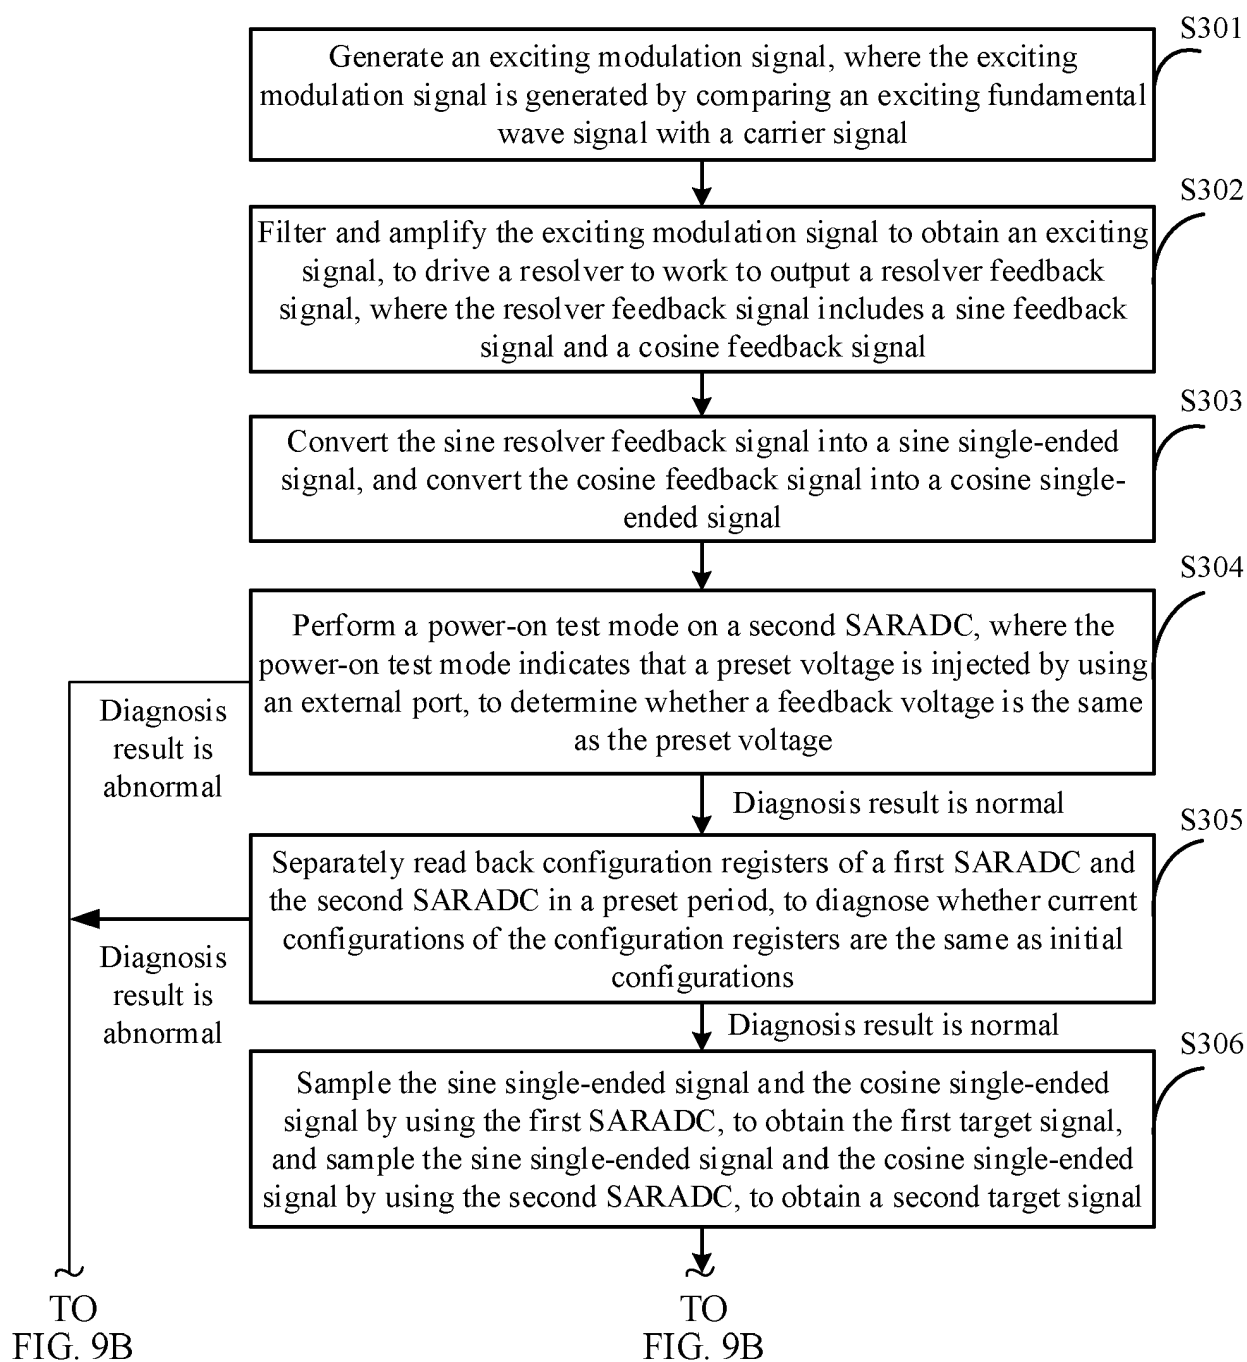 S301
Generate an exciting modulation signal, where the exciting
modulation signal is generated by comparing an exciting fundamental
wave signal with a carrier signal
S302
Filter and amplify the exciting modulation signal to obtain an exciting
signal, to drive a resolver to work to output a resolver feedback
signal, where the resolver feedback signal includes a sine feedback
signal and a cosine feedback signal
S303
Convert the sine resolver feedback signal into a sine single-ended
signal, and convert the cosine feedback signal into a cosine single-
ended signal
S304
Perform a power-on test mode on a second SARADC, where the
power-on test mode indicates that a preset voltage is injected by using
an external port, to determine whether a feedback voltage is the same
as the preset voltage
Diagnosis
result is
abnormal
Diagnosis result is normal
S305
Separately read back configuration registers of a first SARADC and
the second SARADC in a preset period, to diagnose whether current
configurations of the configuration registers are the same as initial
configurations
Diagnosis
result is
abnormal
Diagnosis result is normal
S306
Sample the sine single-ended signal and the cosine single-ended
signal by using the first SARADC, to obtain the first target signal,
and sample the sine single-ended signal and the cosine single-ended
signal by using the second SARADC, to obtain a second target signal
TO
FIG. 9B
TO
FIG. 9B